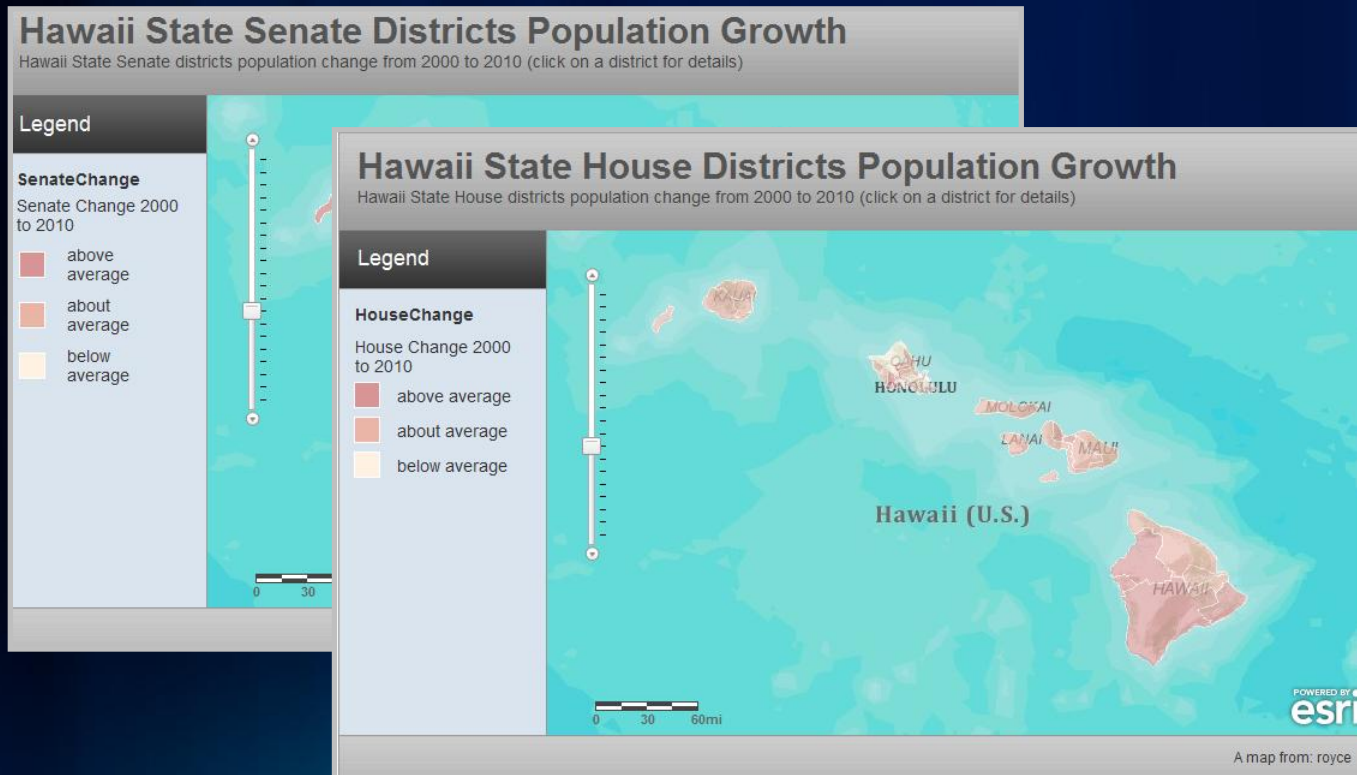 Hawaii State Senate Districts Population Growth
Hawaii State Senate districts population change from 2000 to 2010 (click on a district for details)
Legend
SenateChange
Senate Change 2000
to 2010
above
average
about
average
below
average
0 30
Hawaii State House Districts Population Growth
Hawaii State House districts population change from 2000 to 2010 (click on a district for details)
Legend
HouseChange
House Change 2000
to 2010
above average
about average
below average
KAUAI
OAHU
HONOLULU
MOLOKAI
LANAI
MAUI
Hawaii (U.S.)
HAWAII
0 30 60mi
POWERED BY
esri
A map from: royce